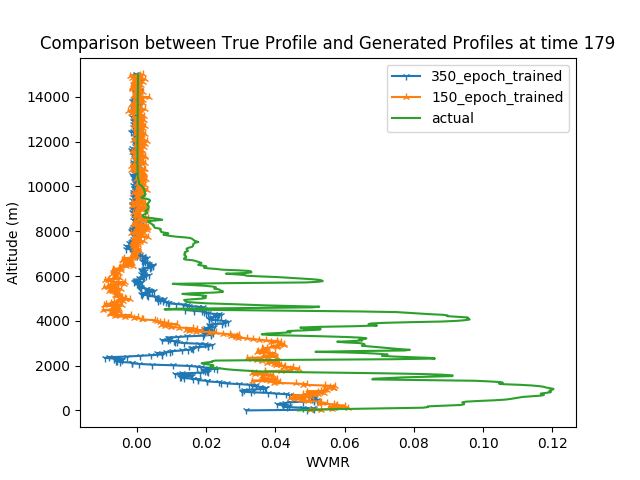 Comparison between True Profile and Generated Profiles at time 179
350_epoch_trained
150_epoch_trained
actual
Altitude (m)
14000
12000
10000
8000
6000
4000
2000
0
0.00 0.02 0.04 0.06 0.08 0.10 0.12
WVMR